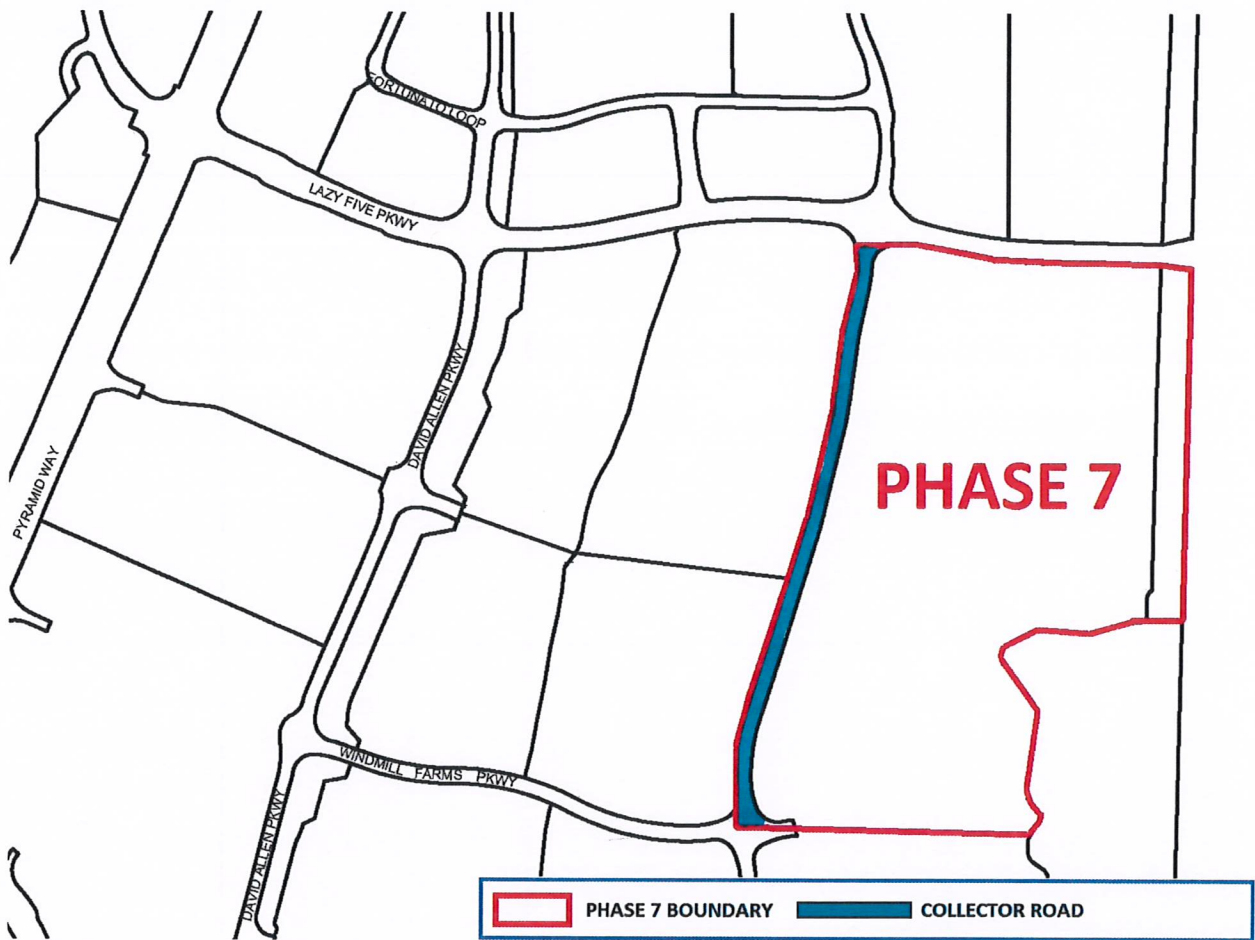 FORTUNATO LOOP
LAZY FIVE PKWY
DAVID ALLEN PKWY
PYRAMID WAY
PHASE 7
WINDMILL FARMS PKWY
DAVID ALLEN PKWY
PHASE 7 BOUNDARY
COLLECTOR ROAD